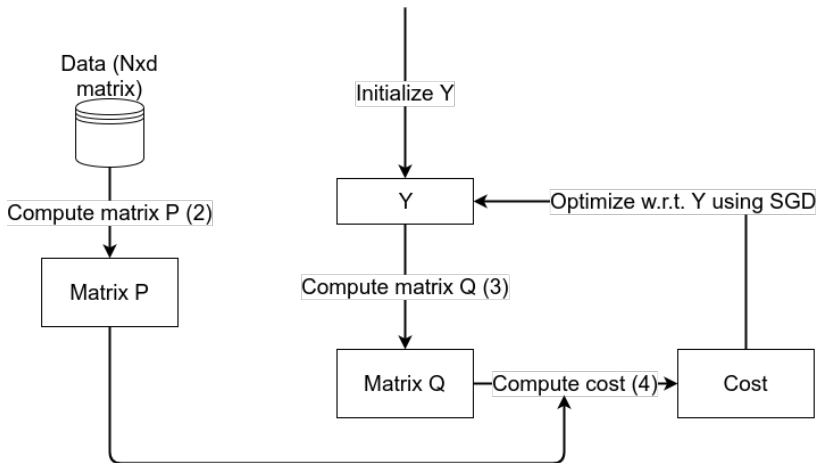 Data (Nxd
matrix)
Initialize Y
Y
Optimize w.r.t. Y using SGD
Compute matrix P (2)
Matrix P
Compute matrix Q (3)
Matrix Q
Compute cost (4)
Cost